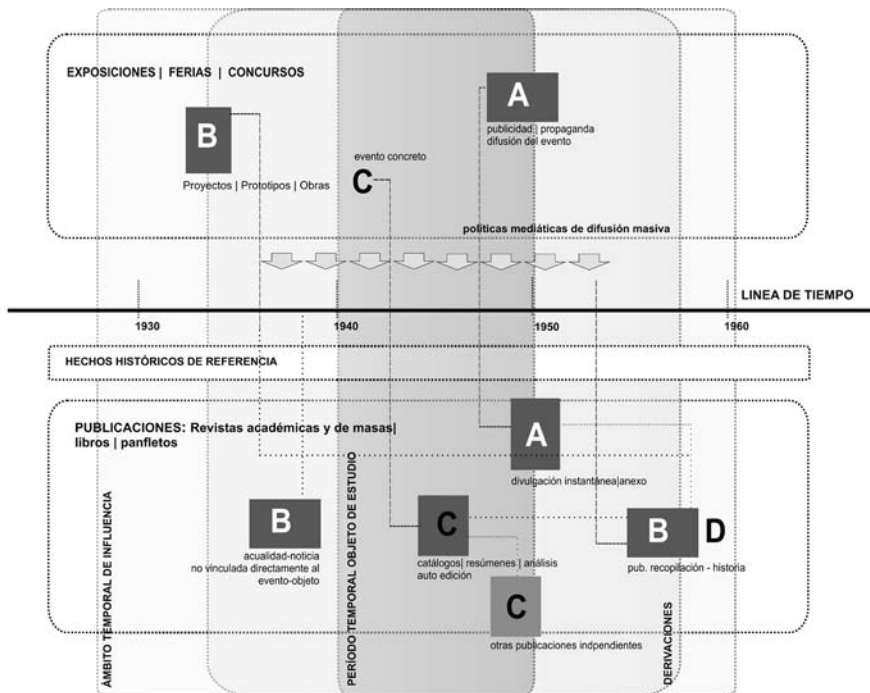 EXPOSICIONES | FERIAS | CONCURSOS
A
publicidad | propaganda
difusión del evento
B
Proyectos | Prototipos | Obras
evento concreto
C
políticas mediáticas de difusión masiva
LINEA DE TIEMPO
1930
1940
1950
1960
HECHOS HISTÓRICOS DE REFERENCIA
PUBLICACIONES: Revistas académicas y de masas|
libros | panfletos
A
divulgación instantánea|anexo
B
acualidad-noticia
no vinculada directamente al
evento-objeto
C
catálogos| resúmenes | análisis
auto edición
B
D
pub. recopilación - historia
C
otras publicaciones indpendientes
ÁMBITO TEMPORAL DE INFLUENCIA
PERÍODO TEMPORAL OBJETO DE ESTUDIO
DERIVACIONES